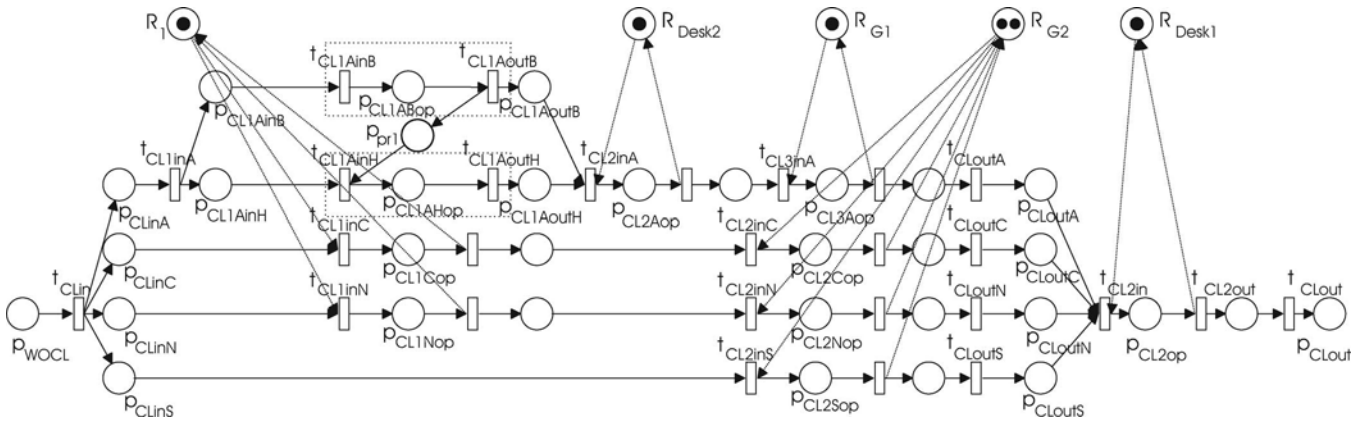 R1
RDesk2
RG1
RG2
RDesk1
tCL1AinB
tCL1AoutB
pCL1AinB
pCL1ABop
pCL1AoutB
ppr1
tCL1inA
tCL1AinH
tCL1AoutH
tCL2inA
tCL3inA
tCLoutA
pCLinA
pCL1AinH
pCL1AHop
pCL1AoutH
pCL2Aop
pCL3Aop
pCLoutA
tCL1inC
tCL2inC
tCLoutC
pCLinC
pCL1Cop
pCL2Cop
pCLoutC
tCLin
tCL1inN
tCL2inN
tCLoutN
tCL2in
tCL2out
tCLout
pWOCL
pCLinN
pCL1Nop
pCL2Nop
pCLoutN
pCL2op
pCLout
tCL2inS
tCLoutS
pCLinS
pCL2Sop
pCLoutS